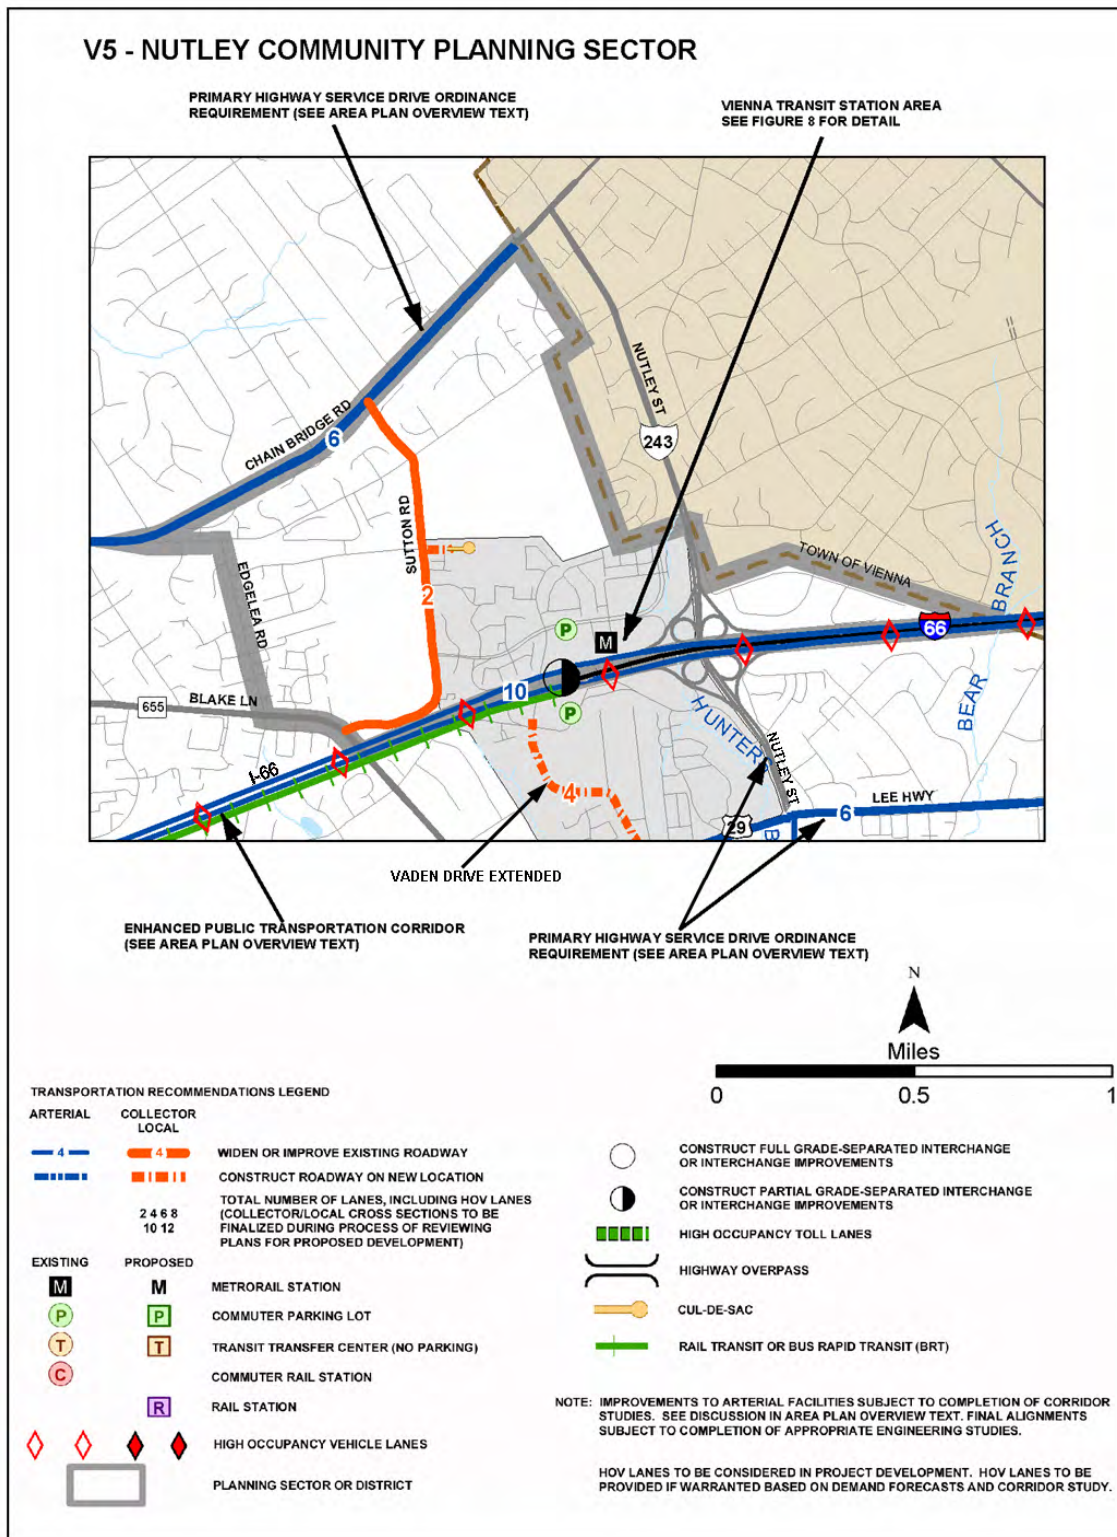 V5 - NUTLEY COMMUNITY PLANNING SECTOR
PRIMARY HIGHWAY SERVICE DRIVE ORDINANCE
REQUIREMENT (SEE AREA PLAN OVERVIEW TEXT)
VIENNA TRANSIT STATION AREA
SEE FIGURE 8 FOR DETAIL
NUTLEY ST
243
CHAIN BRIDGE RD
6
SUTTON RD
2
EDGELEA RD
TOWN OF VIENNA
BEAR BRANCH
66
P
M
10
P
655
BLAKE LN
I-66
HUNTERS
NUTLEY ST
4
29
B
6
LEE HWY
VADEN DRIVE EXTENDED
ENHANCED PUBLIC TRANSPORTATION CORRIDOR
(SEE AREA PLAN OVERVIEW TEXT)
PRIMARY HIGHWAY SERVICE DRIVE ORDINANCE
REQUIREMENT (SEE AREA PLAN OVERVIEW TEXT)
N
Miles
0 0.5 1
TRANSPORTATION RECOMMENDATIONS LEGEND
ARTERIAL COLLECTOR
LOCAL
4 4 WIDEN OR IMPROVE EXISTING ROADWAY
CONSTRUCT ROADWAY ON NEW LOCATION
TOTAL NUMBER OF LANES, INCLUDING HOV LANES
2 4 6 8 (COLLECTOR/LOCAL CROSS SECTIONS TO BE
10 12 FINALIZED DURING PROCESS OF REVIEWING
PLANS FOR PROPOSED DEVELOPMENT)
EXISTING PROPOSED
M M METRORAIL STATION
P P COMMUTER PARKING LOT
T T TRANSIT TRANSFER CENTER (NO PARKING)
C COMMUTER RAIL STATION
R RAIL STATION
HIGH OCCUPANCY VEHICLE LANES
PLANNING SECTOR OR DISTRICT
CONSTRUCT FULL GRADE-SEPARATED INTERCHANGE
OR INTERCHANGE IMPROVEMENTS
CONSTRUCT PARTIAL GRADE-SEPARATED INTERCHANGE
OR INTERCHANGE IMPROVEMENTS
HIGH OCCUPANCY TOLL LANES
HIGHWAY OVERPASS
CUL-DE-SAC
RAIL TRANSIT OR BUS RAPID TRANSIT (BRT)
NOTE: IMPROVEMENTS TO ARTERIAL FACILITIES SUBJECT TO COMPLETION OF CORRIDOR
STUDIES. SEE DISCUSSION IN AREA PLAN OVERVIEW TEXT. FINAL ALIGNMENTS
SUBJECT TO COMPLETION OF APPROPRIATE ENGINEERING STUDIES.
HOV LANES TO BE CONSIDERED IN PROJECT DEVELOPMENT. HOV LANES TO BE
PROVIDED IF WARRANTED BASED ON DEMAND FORECASTS AND CORRIDOR STUDY.